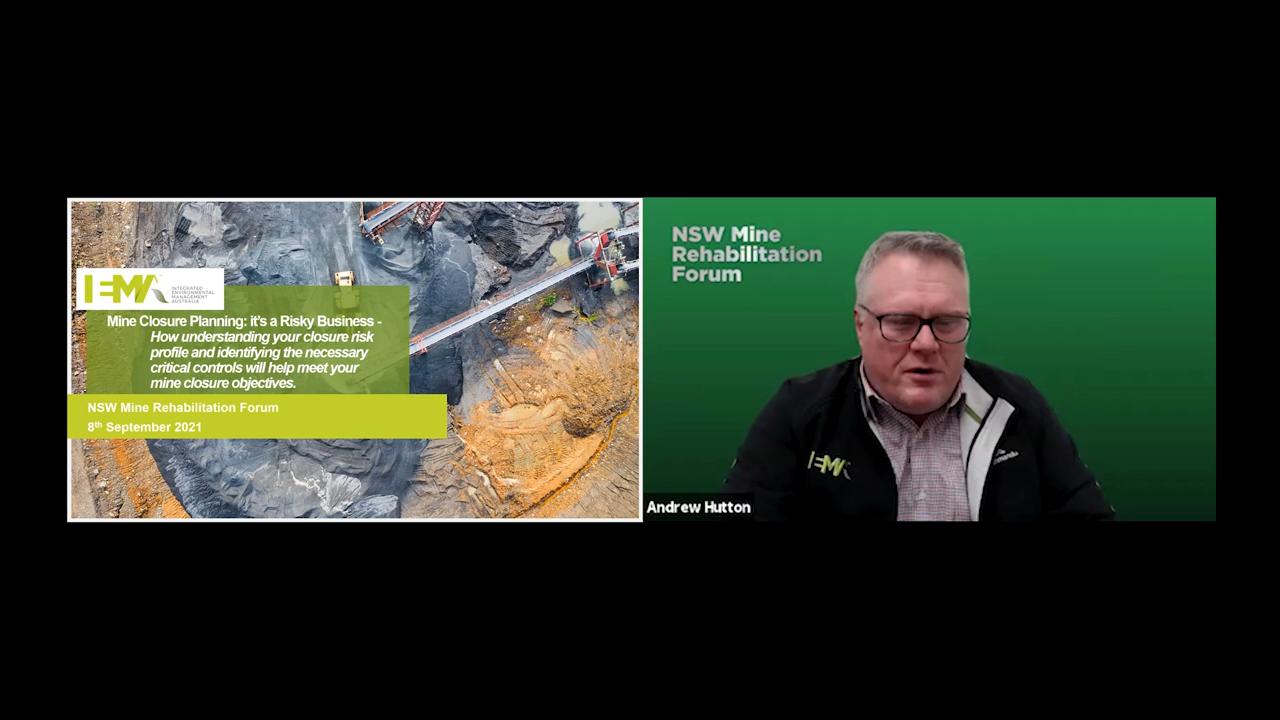 IEMA
INTEGRATED
ENVIRONMENTAL
MANAGEMENT
AUSTRALIA
Mine Closure Planning: it's a Risky Business -
How understanding your closure risk
profile and identifying the necessary
critical controls will help meet your
mine closure objectives.
NSW Mine Rehabilitation Forum
8th September 2021
NSW Mine
Rehabilitation
Forum
IEMA
Andrew Hutton